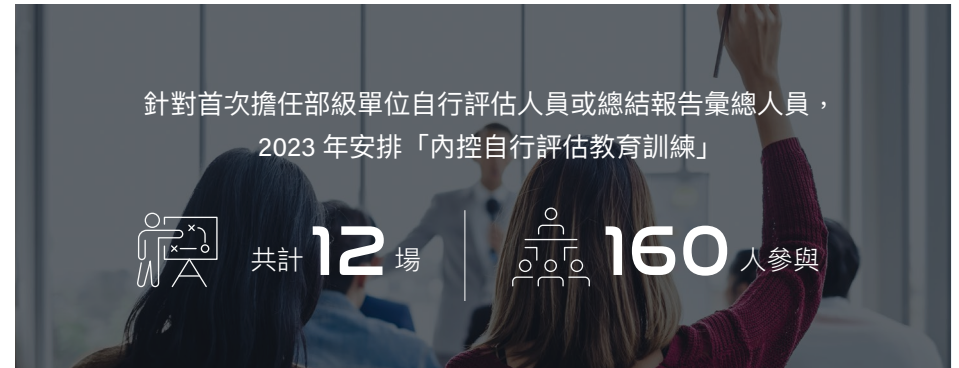 針對首次擔任部級單位自行評估人員或總結報告彙總人員，
2023 年安排「內控自行評估教育訓練」
共計 12 場
160 人參與